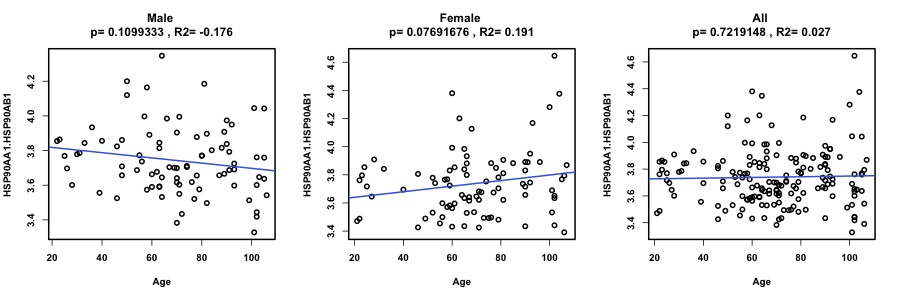 Male
p= 0.1099333 , R2= -0.176
HSP90AA1.HSP90AB1
4.2
4.0
3.8
3.6
3.4
20 40 60 80 100
Age
Female
p= 0.07691676 , R2= 0.191
HSP90AA1.HSP90AB1
4.6
4.4
4.2
4.0
3.8
3.6
3.4
20 40 60 80 100
Age
All
p= 0.7219148 , R2= 0.027
HSP90AA1.HSP90AB1
4.6
4.4
4.2
4.0
3.8
3.6
3.4
20 40 60 80 100
Age